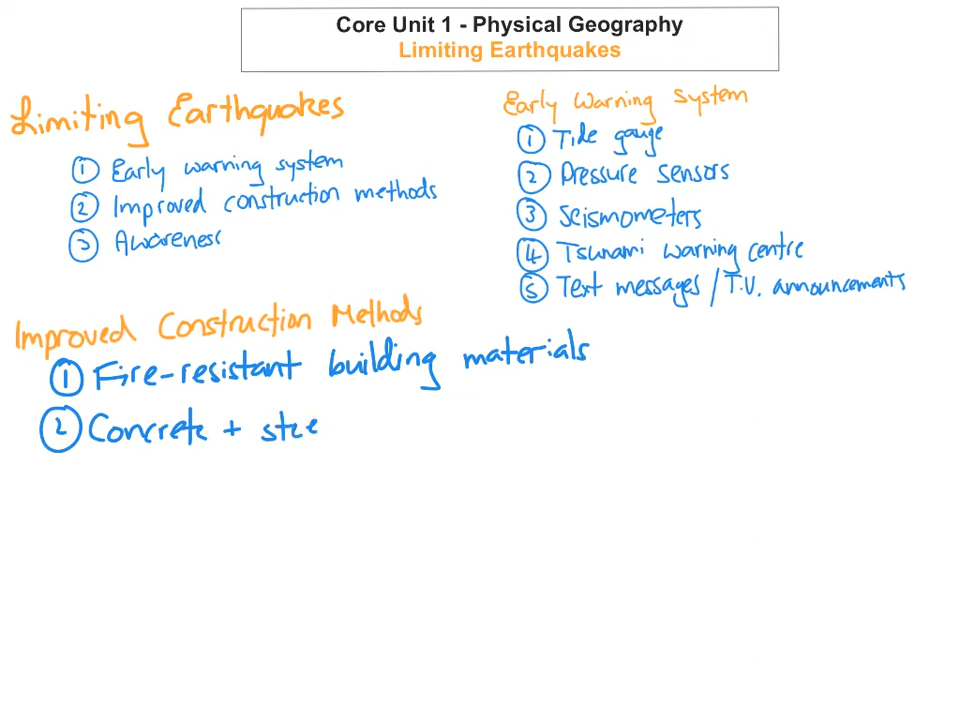 Core Unit 1 - Physical Geography
Limiting Earthquakes
Limiting Earthquakes
① Early warning system
② Improved construction methods
③ Awareness
Early Warning System
① Tide gauge
② Pressure sensors
③ Seismometers
④ Tsunami warning centre
⑤ Text messages / T.V. announcements
Improved Construction Methods
① Fire-resistant building materials
② Concrete + stee